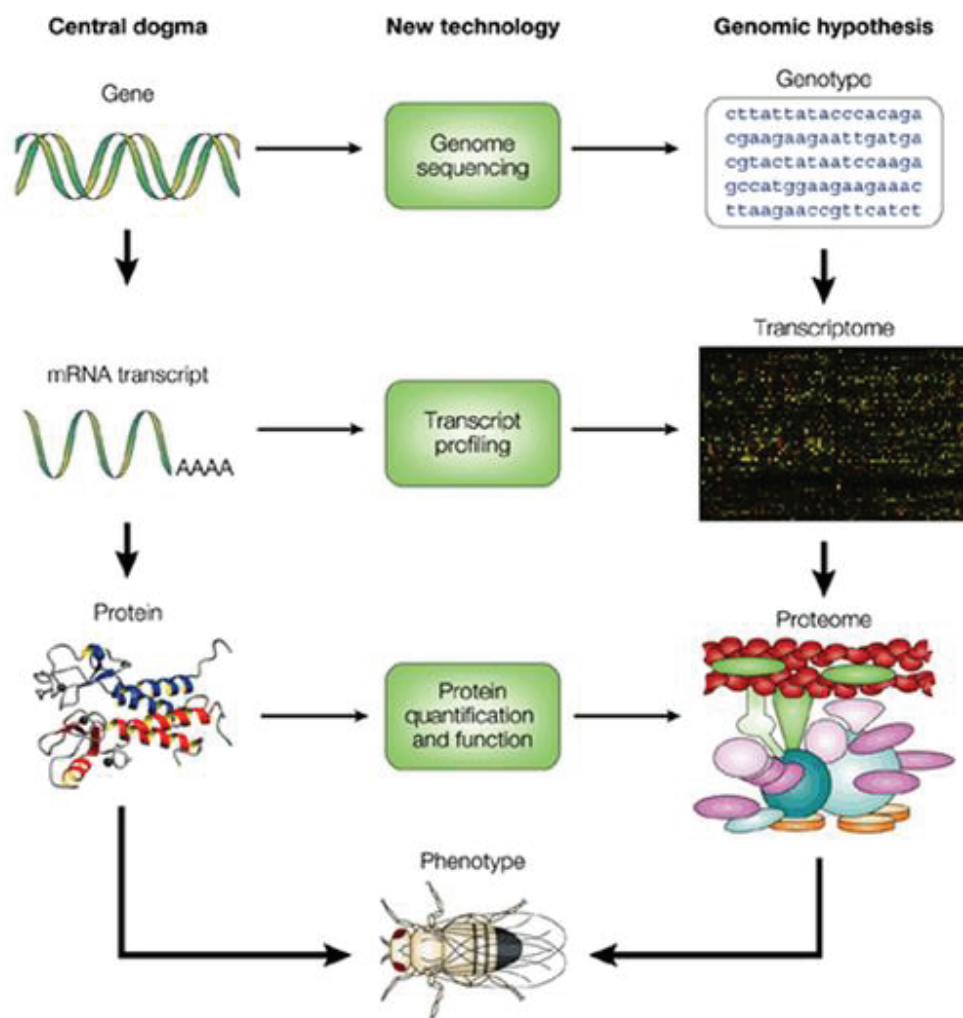 Central dogma
New technology
Genomic hypothesis
Gene
Genome
sequencing
Genotype
cttattatacccacaga
cgaagaagaattgatga
cgtactataatccaaga
gccatggaagaagaaac
ttaagaaccgttcatct
mRNA transcript
AAAA
Transcript
profiling
Transcriptome
Protein
Protein
quantification
and function
Proteome
Phenotype